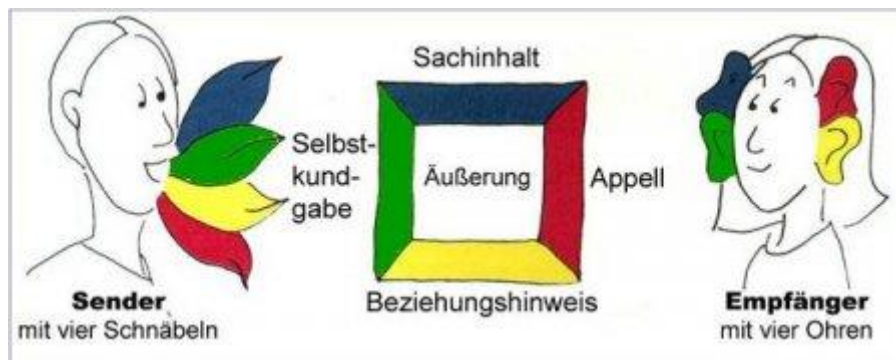 Sachinhalt
Selbst-
kund-
gabe
Äußerung
Appell
Beziehungshinweis
Sender
mit vier Schnäbeln
Empfänger
mit vier Ohren